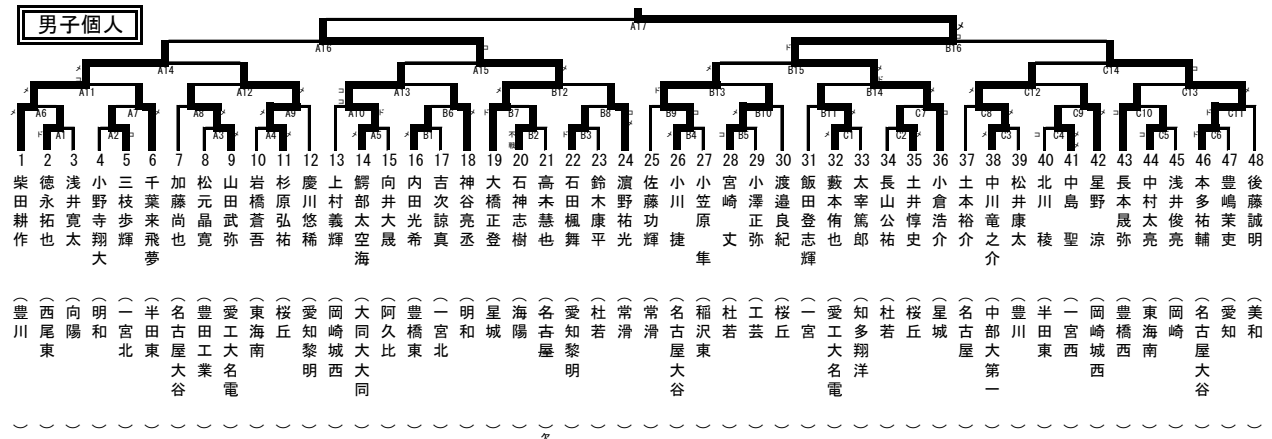 男子個人
A17
A16 B16
A14 A15 B15 C14
A11 A12 A13 B12 B13 B14 C12 C13
A6 A7 A8 A9 A10 B6 B7 B8 B9 B10 B11 C7 C8 C9 C10 C11
A1 A2 A3 A4 A5 B1 B2 B3 B4 B5 C1 C2 C3 C4 C5 C6
1 柴田耕作 (豊川)
2 徳永拓也 (西尾東)
3 浅井寛太 (向陽)
4 小野寺翔大 (明和)
5 三枝歩輝 (一宮北)
6 千葉来飛夢 (半田東)
7 加藤尚也 (名古屋大谷)
8 松元晶寛 (豊田工業)
9 山田武弥 (愛工大名電)
10 岩橋蒼吾 (東海南)
11 杉原弘祐 (桜丘)
12 慶川悠稀 (愛知黎明)
13 上村義輝 (岡崎城西)
14 鰐部太空海 (大同大大同)
15 向井大晟 (阿久比)
16 内田光希 (豊橋東)
17 吉次諒真 (一宮北)
18 神谷亮丞 (明和)
19 大橋正登 (星城)
20 石神志樹 (海陽)
21 高木慧也 (名古屋) 欠
22 石田楓舞 (愛知黎明)
23 鈴木康平 (杜若)
24 濵野祐光 (常滑)
25 佐藤功輝 (常滑)
26 小川捷 (名古屋大谷)
27 小笠原隼 (稲沢東)
28 宮崎丈 (杜若)
29 小澤正弥 (工芸)
30 渡邉良紀 (桜丘)
31 飯田登志輝 (一宮)
32 藪本侑也 (愛工大名電)
33 太宰篤郎 (知多翔洋)
34 長山公祐 (杜若)
35 土井惇史 (桜丘)
36 小倉浩介 (星城)
37 土本裕介 (名古屋)
38 中川竜之介 (中部大第一)
39 松井康太 (豊川)
40 北川稜 (半田東)
41 中島聖 (一宮西)
42 星野涼 (岡崎城西)
43 長本晟弥 (豊橋西)
44 中村太亮 (東海南)
45 浅井俊亮 (岡崎)
46 本多祐輔 (名古屋大谷)
47 豊嶋茉吏 (愛知)
48 後藤誠明 (美和)